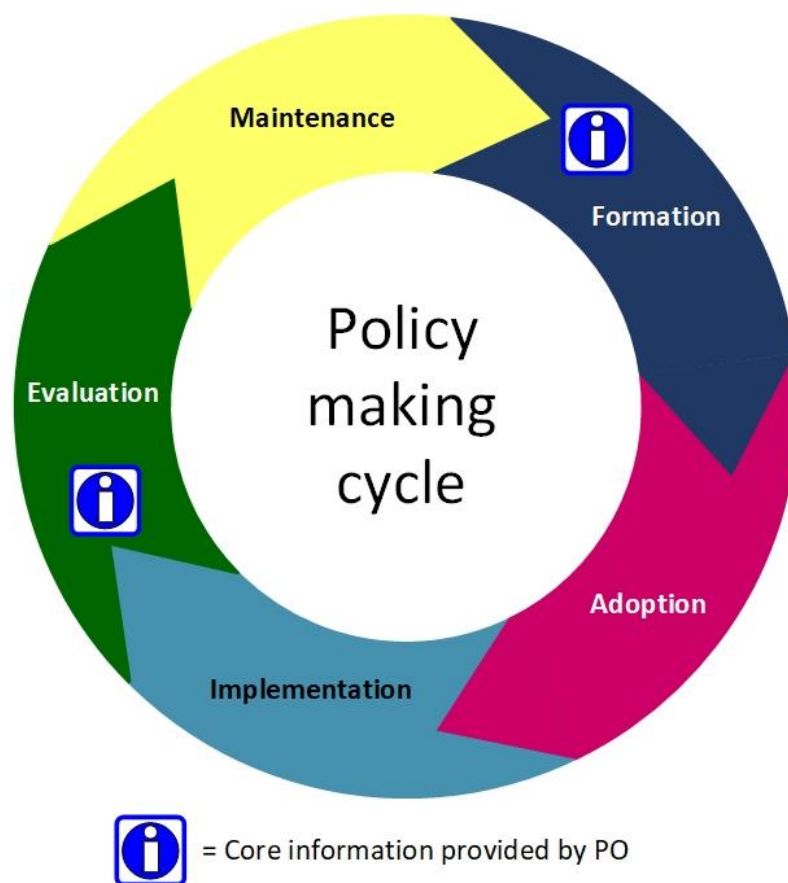 Maintenance
Formation
Policy
making
cycle
Evaluation
Adoption
Implementation
= Core information provided by PO